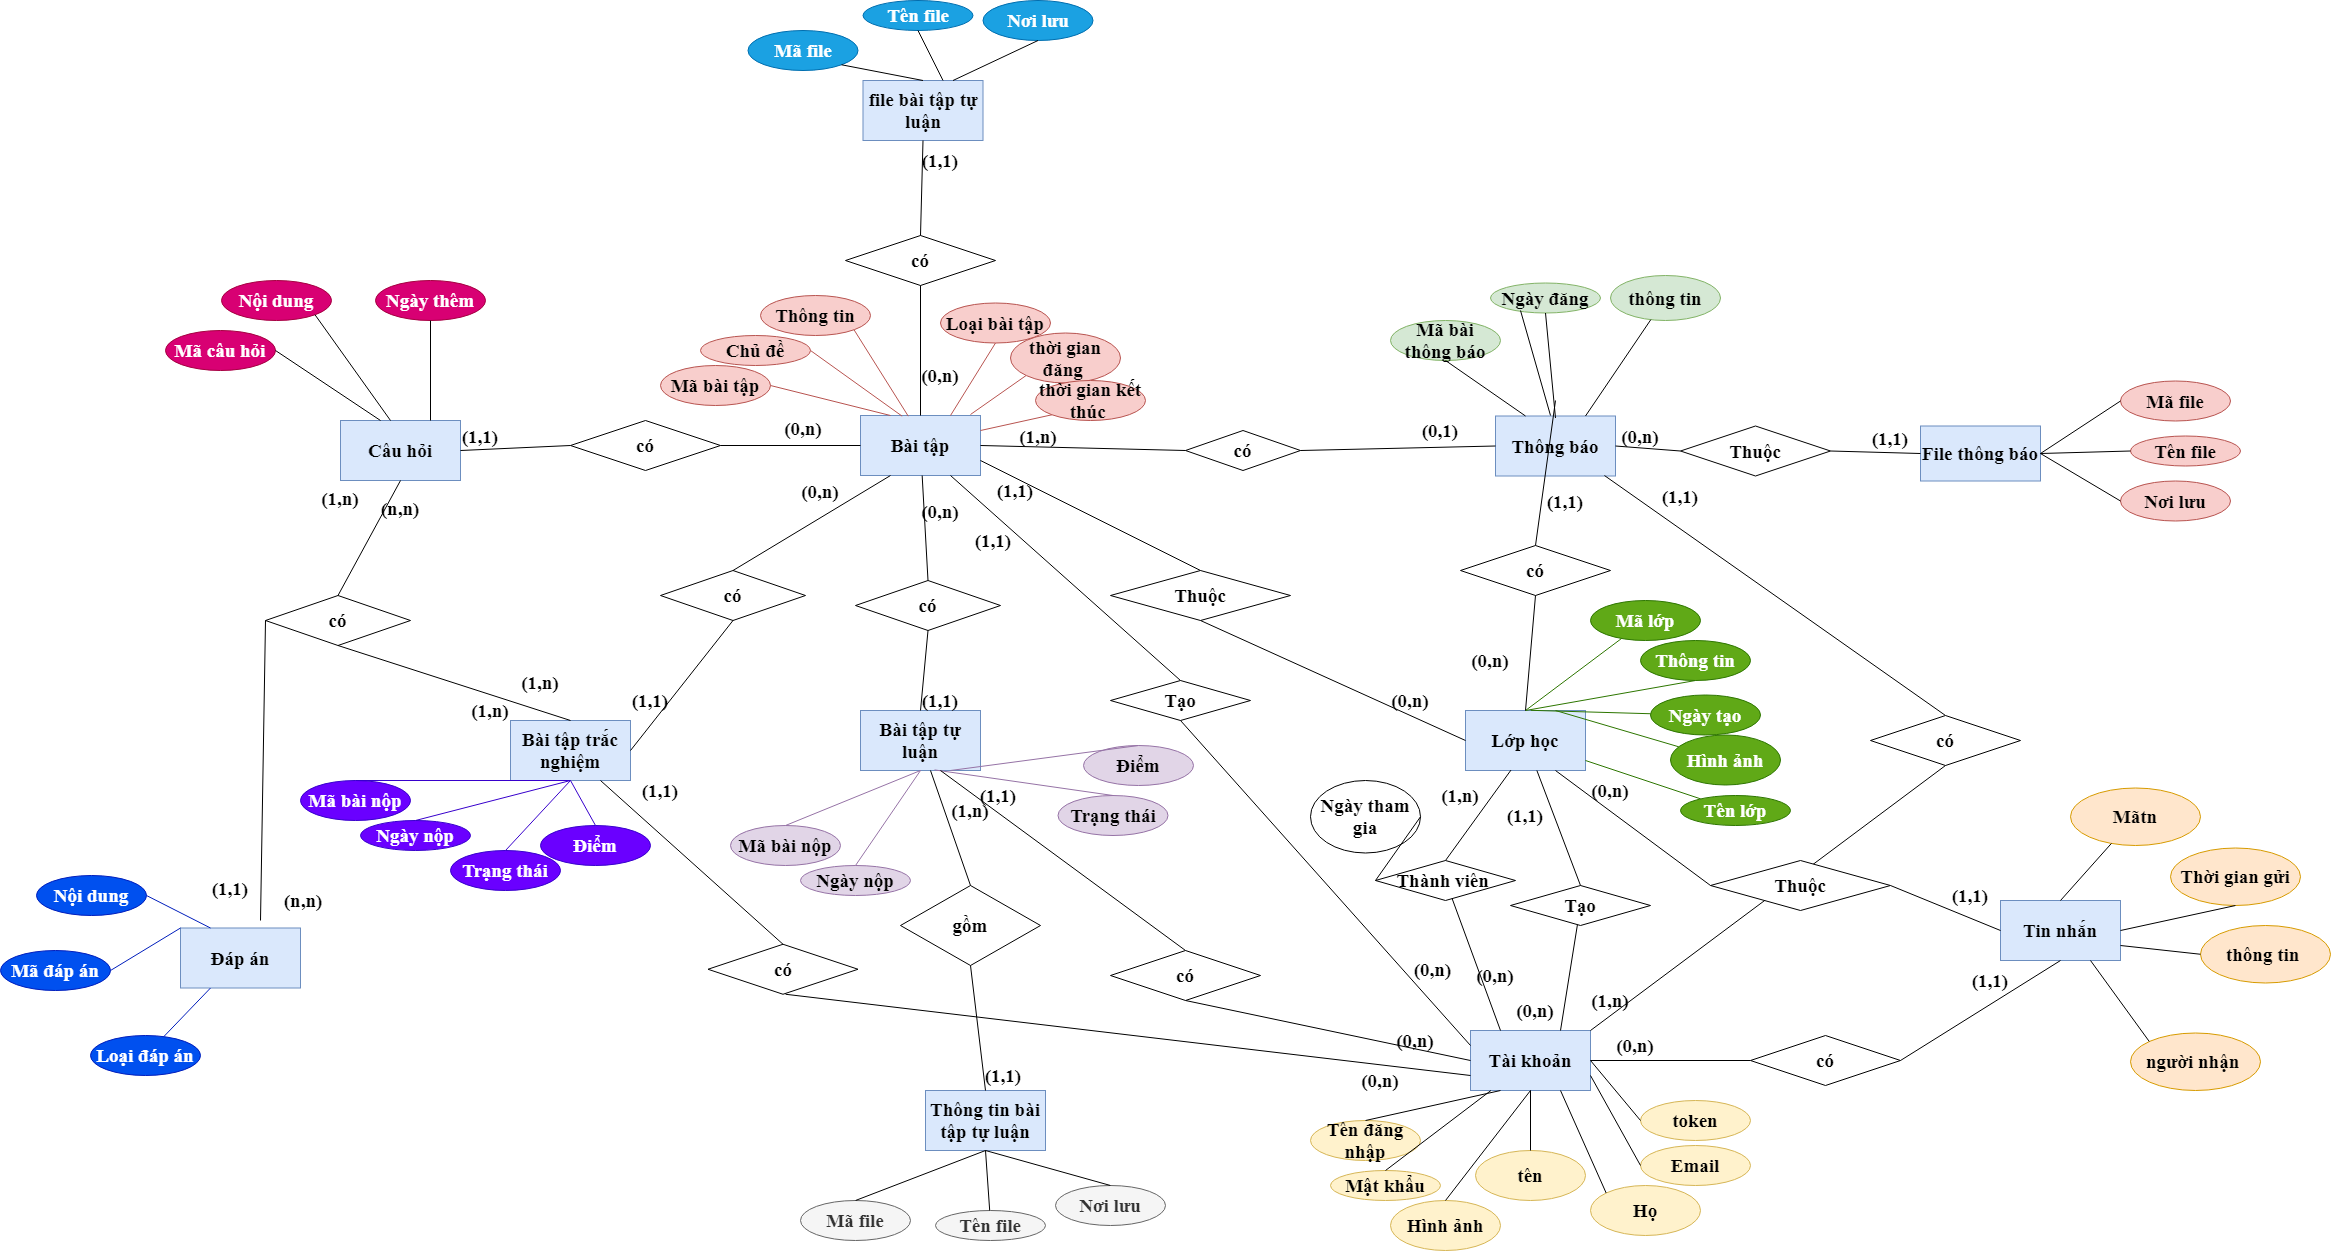 Tên file
Nơi lưu
Mã file
file bài tập tự
luận
(1,1)
có
Nội dung
Ngày thêm
Mã câu hỏi
Thông tin
Loại bài tập
Chủ đề
thời gian
đăng
Mã bài tập
(0,n)
thời gian kết
thúc
Ngày đăng
thông tin
Mã bài
thông báo
Mã file
Tên file
Nơi lưu
Câu hỏi
(1,1)
có
(0,n)
Bài tập
(1,n)
có
(0,1)
Thông báo
(0,n)
Thuộc
(1,1)
File thông báo
(1,n)
(n,n)
(0,n)
(0,n)
(1,1)
(1,1)
(1,1)
(1,1)
có
có
có
Thuộc
có
Mã lớp
Thông tin
Ngày tạo
Hình ảnh
Tên lớp
(0,n)
(1,n)
(1,n)
(1,1)
(1,1)
Tạo
(0,n)
có
Bài tập trắc
nghiệm
Bài tập tự
luận
Lớp học
Mã bài nộp
Ngày nộp
Trạng thái
Điểm
(1,1)
Điểm
Trạng thái
Mã bài nộp
Ngày nộp
(1,n)
(1,1)
Ngày tham
gia
(1,n)
(1,1)
(0,n)
Mãtn
Thời gian gửi
thông tin
người nhận
Thành viên
Tạo
Thuộc
(1,1)
Tin nhắn
(1,1)
(1,1)
(n,n)
Nội dung
Mã đáp án
Loại đáp án
Đáp án
có
gồm
có
(0,n)
(0,n)
(0,n)
(1,n)
(0,n)
(0,n)
Tài khoản
(0,n)
có
(1,1)
Thông tin bài
tập tự luận
Mã file
Tên file
Nơi lưu
Tên đăng
nhập
Mật khẩu
Hình ảnh
tên
Họ
Email
token